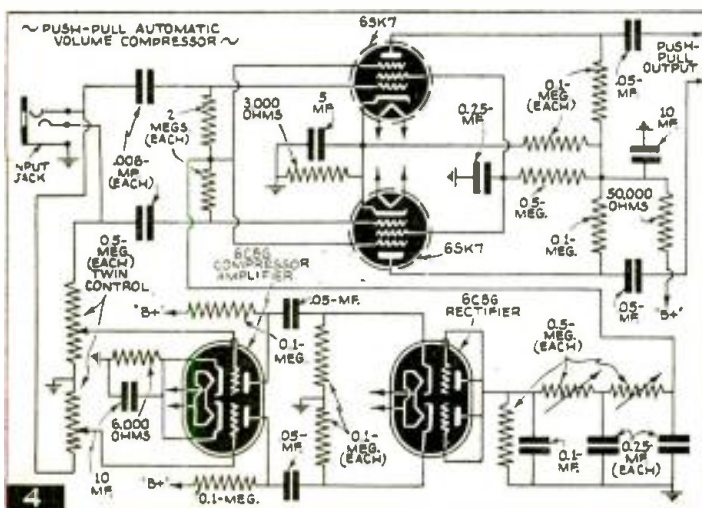 ~ PUSH-PULL AUTOMATIC
VOLUME COMPRESSOR ~
6SK7
PUSH-
PULL
OUTPUT
.05-
MF.
0.1-
MEG.
(EACH)
10
MF.
5
MF.
3,000
OHMS
0.25-
MF.
2
MEGS.
(EACH)
INPUT
JACK
.006-
MF.
(EACH)
0.5-
MEG.
50,000
OHMS
0.1-
MEG.
6SK7
.05-
MF.
"B+"
0.5-
MEG.
(EACH)
TWIN
CONTROL
6C8G
COMPRESSOR
AMPLIFIER
"B+"
.05-MF.
0.1-
MEG.
6C8G
RECTIFIER
0.5-
MEG.
(EACH)
6,000
OHMS
10
MF.
"B+"
0.1-MEG.
.05-
MF.
0.1-
MEG.
(EACH)
0.1-
MF.
0.25-
MF.
(EACH)
4